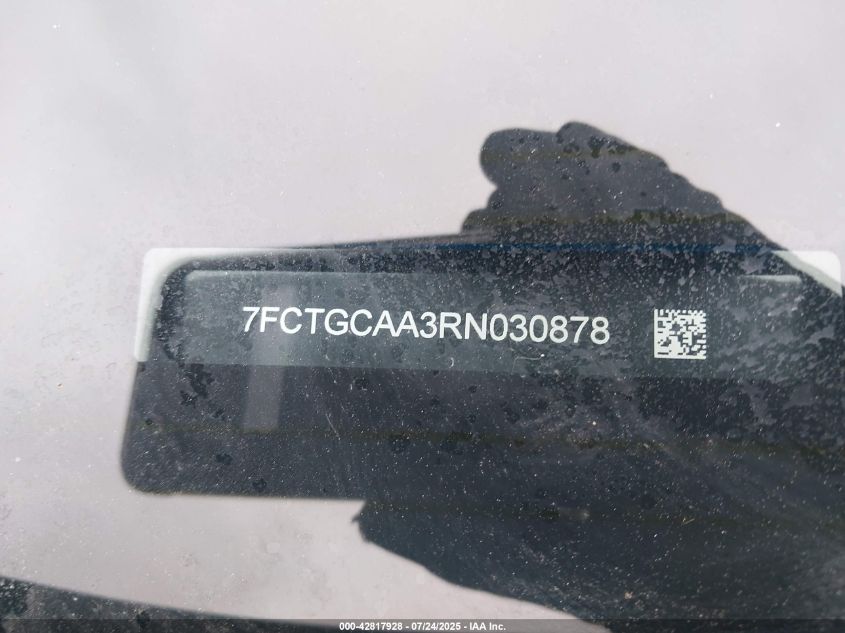 7FCTGCAA3RN030878
000-42817928 - 07/24/2025 - IAA Inc.